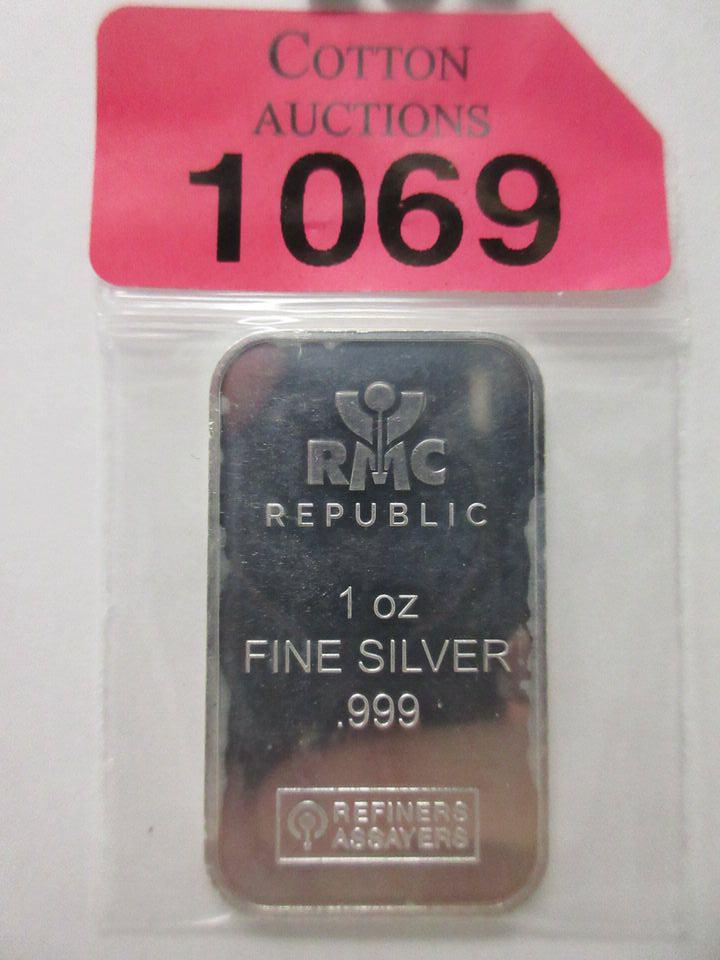 COTTON
AUCTIONS
1069
RMC
REPUBLIC
1 oz
FINE SILVER
.999
REFINERS
ASSAYERS